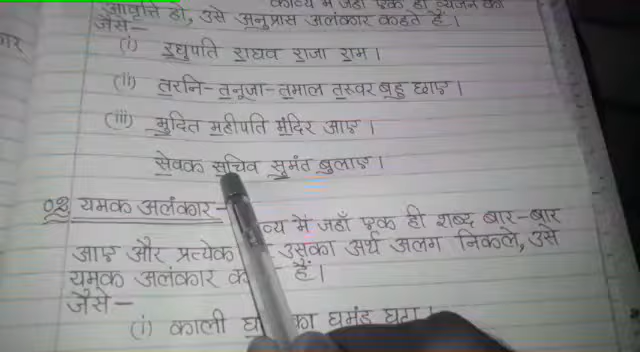 काव्य में जहाँ एक ही व्यंजन की
आवृत्ति हो, उसे अनुप्रास अलंकार कहते हैं।
जैसे-
(i) रघुपति राघव राजा राम।
(ii) तरनि-तनूजा-तमाल तरुवर बहु छाए।
(iii) मुदित महीपति मंदिर आए।
सेवक सचिव सुमंत बुलाए।
02 यमक अलंकार-
व्य में जहाँ एक ही शब्द बार-बार
आए और प्रत्येक उसका अर्थ अलग निकले, उसे
यमक अलंकार क हैं।
जैसे-
(i) काली घ का घमंड घटा।